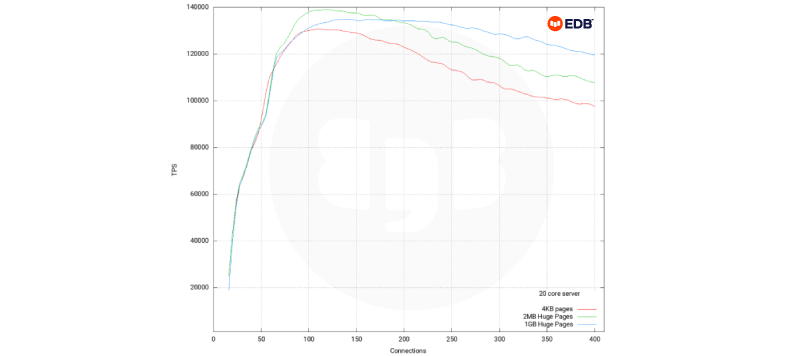 EDB™
140000
120000
100000
80000
60000
40000
20000
TPS
0
50
100
150
200
250
300
350
400
Connections
20 core server
4KB pages
2MB Huge Pages
1GB Huge Pages